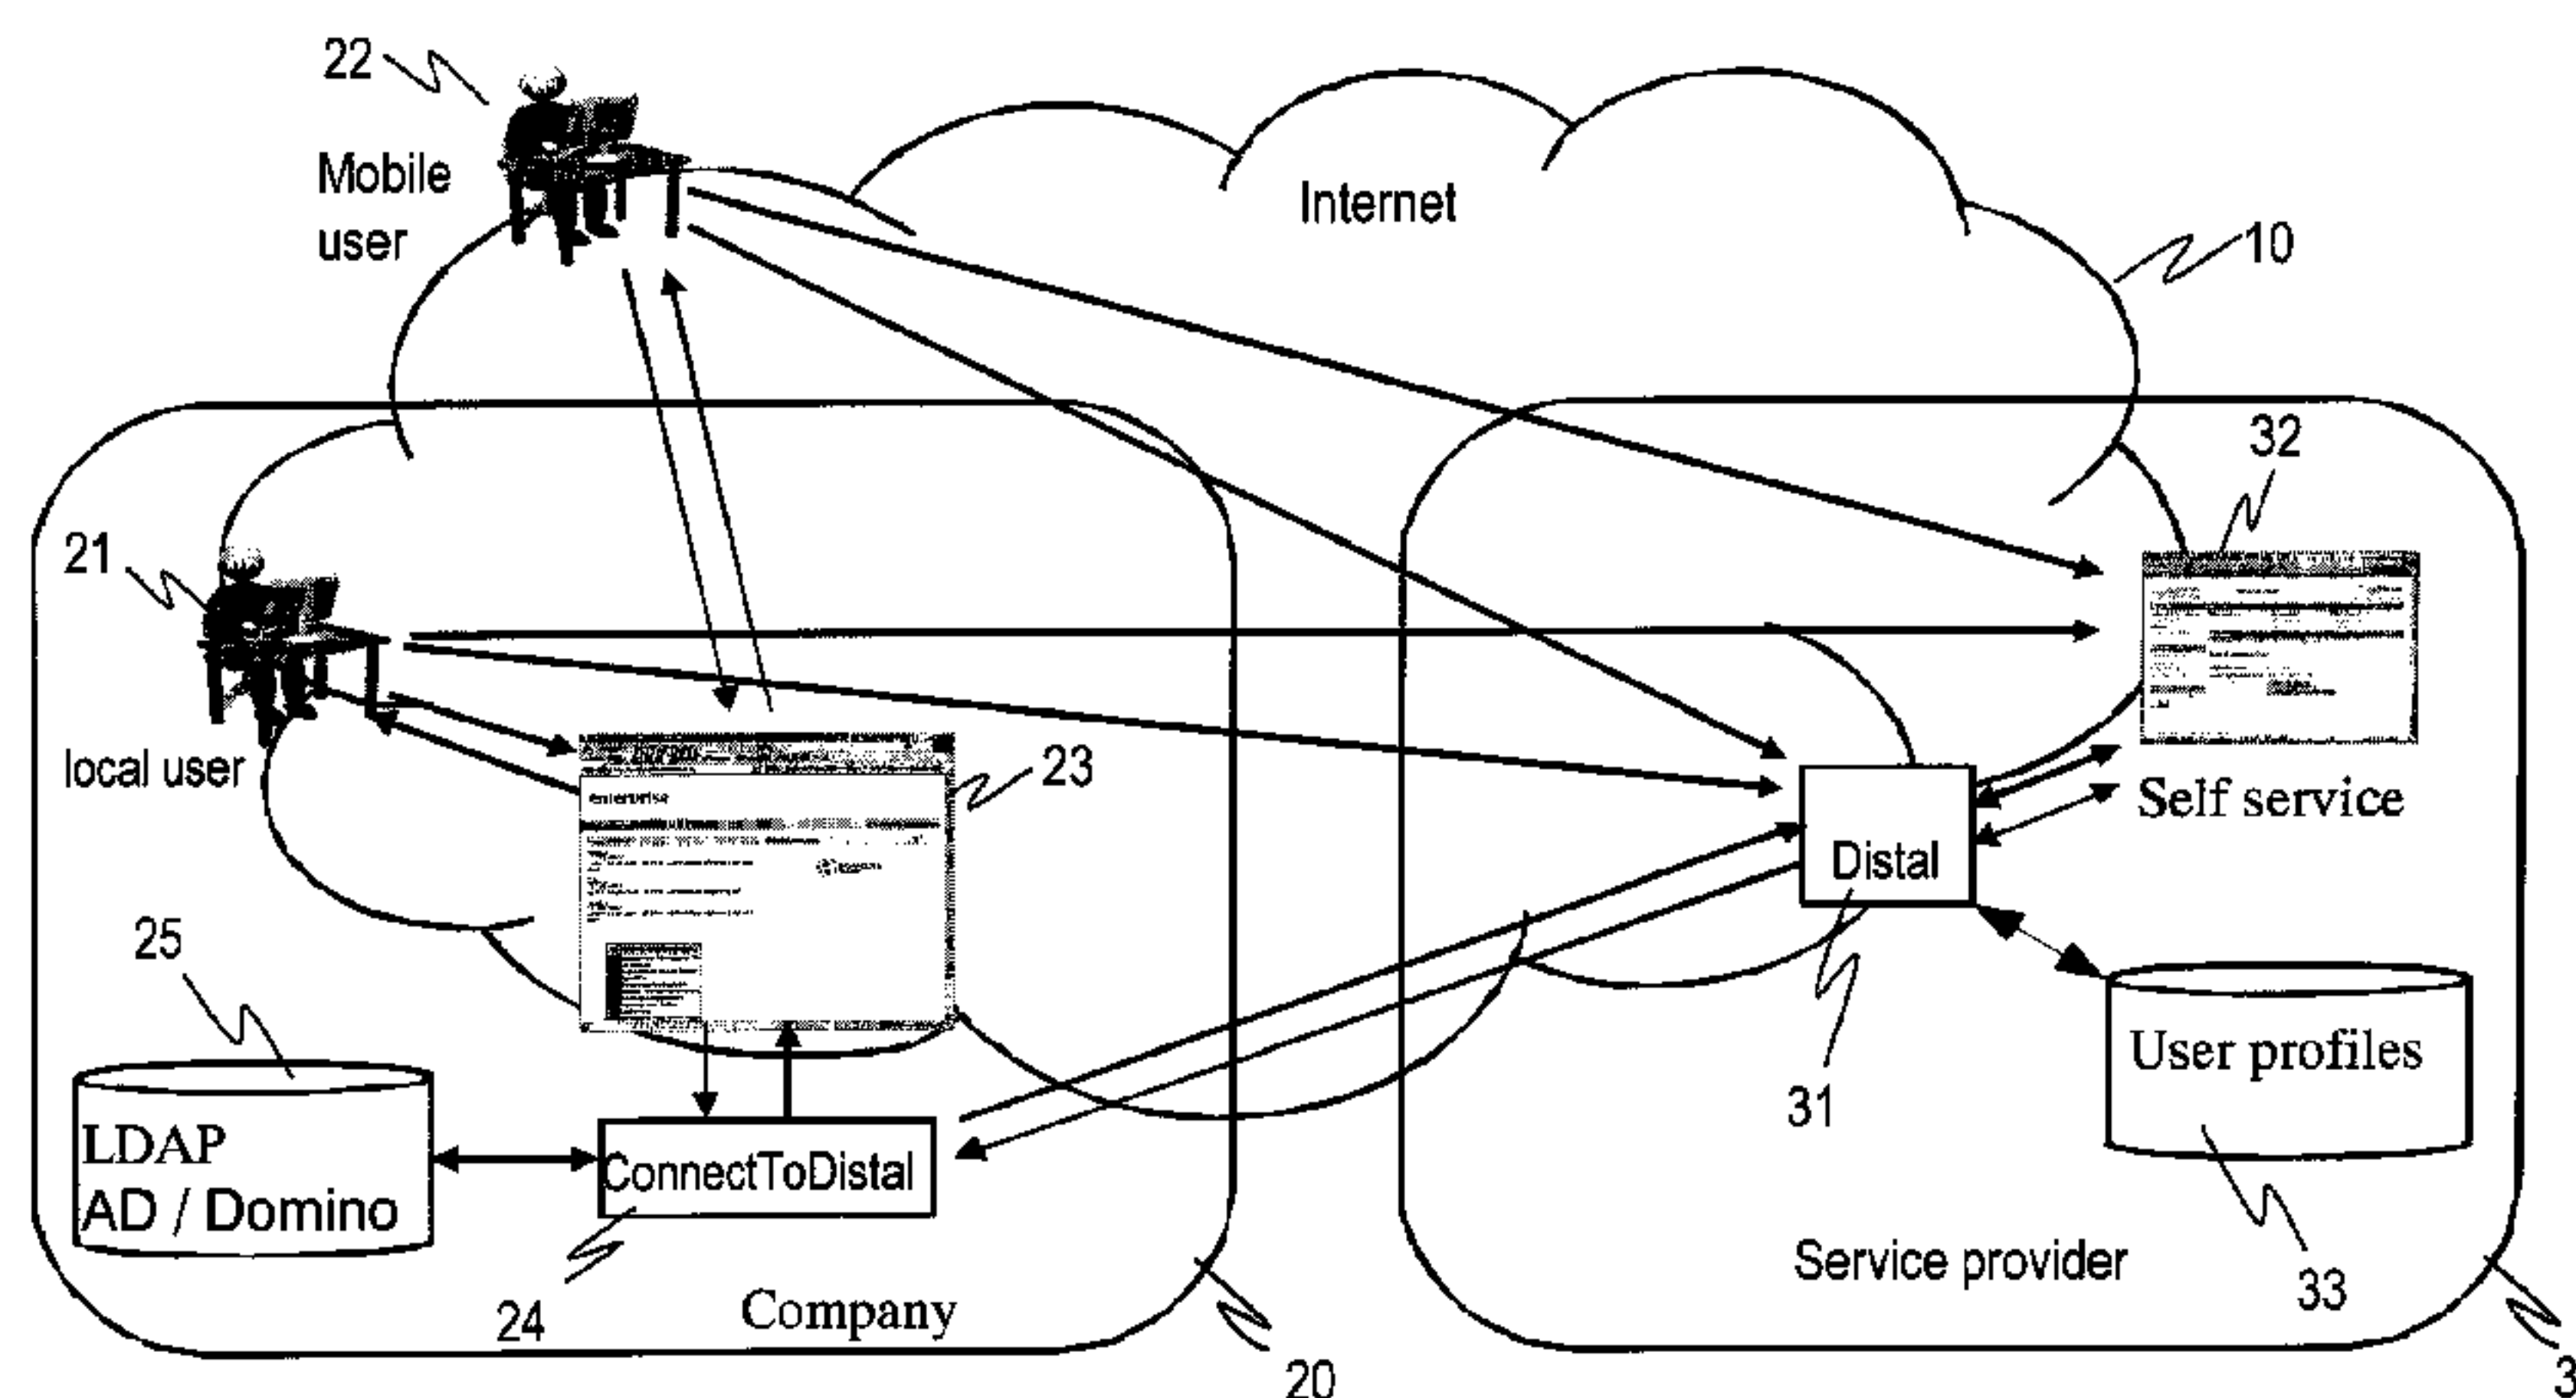 22
Mobile
user
Internet
10
32
21
local user
23
enterprise
Self service
Distal
25
User profiles
31
LDAP
AD / Domino
ConnectToDistal
Service provider
33
24
Company
20
3